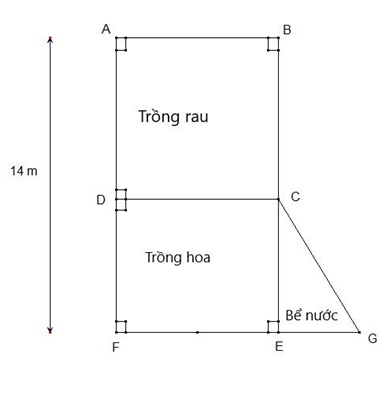 A B
Trồng rau
14 m
D C
Trồng hoa
Bể nước
F E G